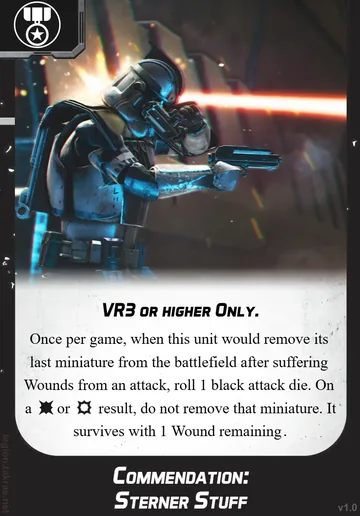 VR3 OR HIGHER ONLY.
Once per game, when this unit would remove its
last miniature from the battlefield after suffering
Wounds from an attack, roll 1 black attack die. On
a or result, do not remove that miniature. It
survives with 1 Wound remaining.
COMMENDATION:
STERNER STUFF
v1.0